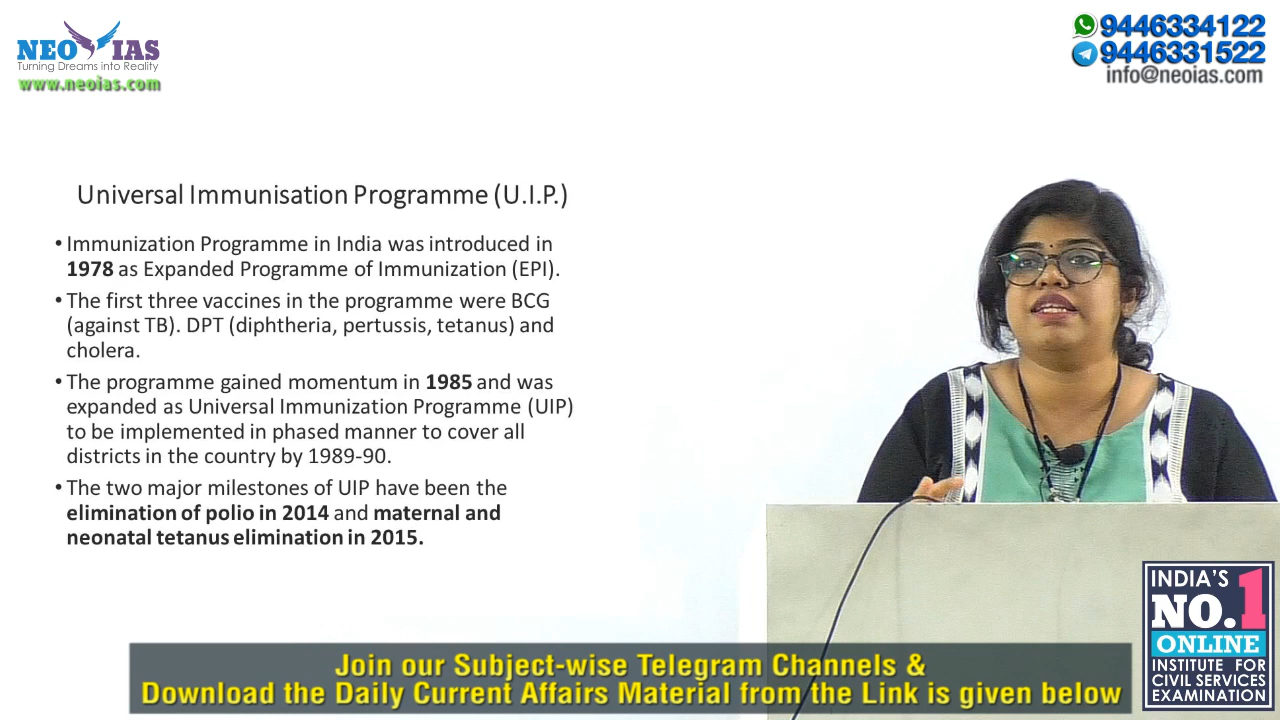 NEO IAS
Turning Dreams into Reality
www.neoias.com
9446334122
9446331522
info@neoias.com
Universal Immunisation Programme (U.I.P.)
• Immunization Programme in India was introduced in
1978 as Expanded Programme of Immunization (EPI).
• The first three vaccines in the programme were BCG
(against TB). DPT (diphtheria, pertussis, tetanus) and
cholera.
• The programme gained momentum in 1985 and was
expanded as Universal Immunization Programme (UIP)
to be implemented in phased manner to cover all
districts in the country by 1989-90.
• The two major milestones of UIP have been the
elimination of polio in 2014 and maternal and
neonatal tetanus elimination in 2015.
INDIA'S
NO.1
ONLINE
INSTITUTE FOR
CIVIL SERVICES
EXAMINATION
Join our Subject-wise Telegram Channels &
Download the Daily Current Affairs Material from the Link is given below